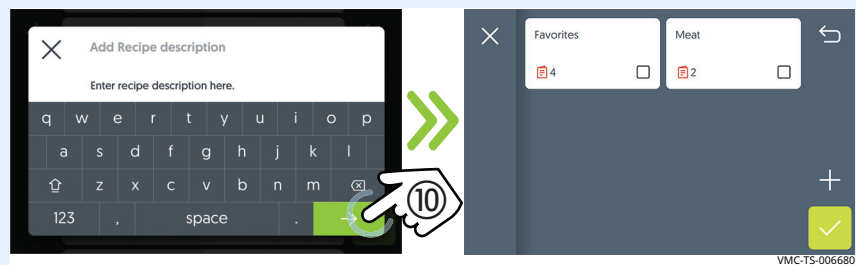 Add Recipe description
Enter recipe description here.
q w e r t y u i o p
a s d f g h j k l
z x c v b n m
123 , space .
10
Favorites
4
Meat
2
VMC-TS-006680